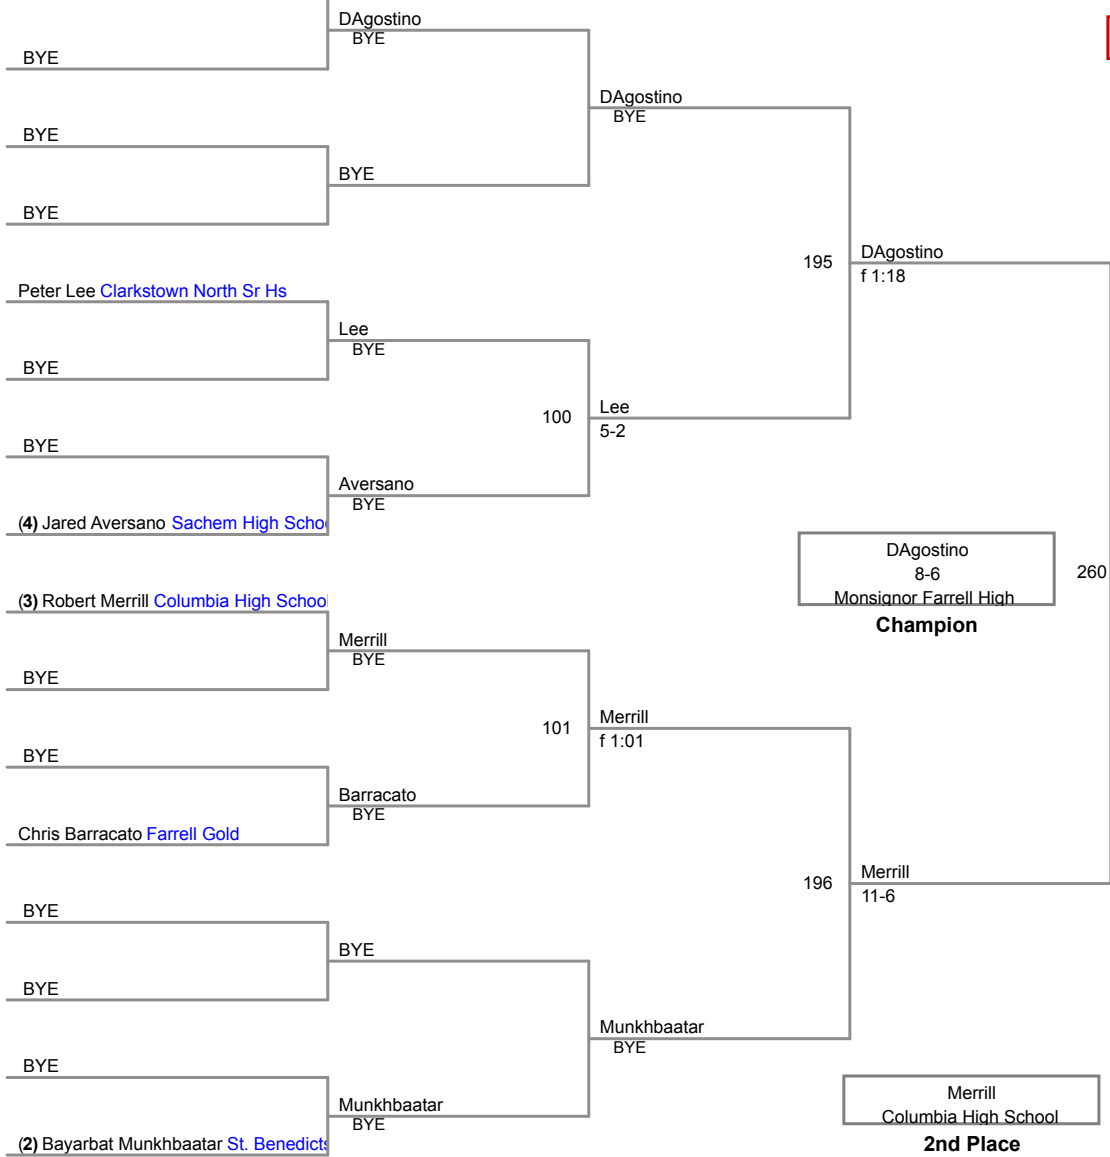 DAgostino
BYE
BYE
DAgostino
BYE
BYE
BYE
BYE
195
DAgostino
f 1:18
Peter Lee Clarkstown North Sr Hs
Lee
BYE
BYE
100
Lee
5-2
BYE
Aversano
BYE
(4) Jared Aversano Sachem High Schoo
DAgostino
8-6
Monsignor Farrell High
Champion
260
(3) Robert Merrill Columbia High School
Merrill
BYE
BYE
101
Merrill
f 1:01
BYE
Barracato
BYE
Chris Barracato Farrell Gold
196
Merrill
11-6
BYE
BYE
BYE
Munkhbaatar
BYE
BYE
Munkhbaatar
BYE
(2) Bayarbat Munkhbaatar St. Benedicts
Merrill
Columbia High School
2nd Place